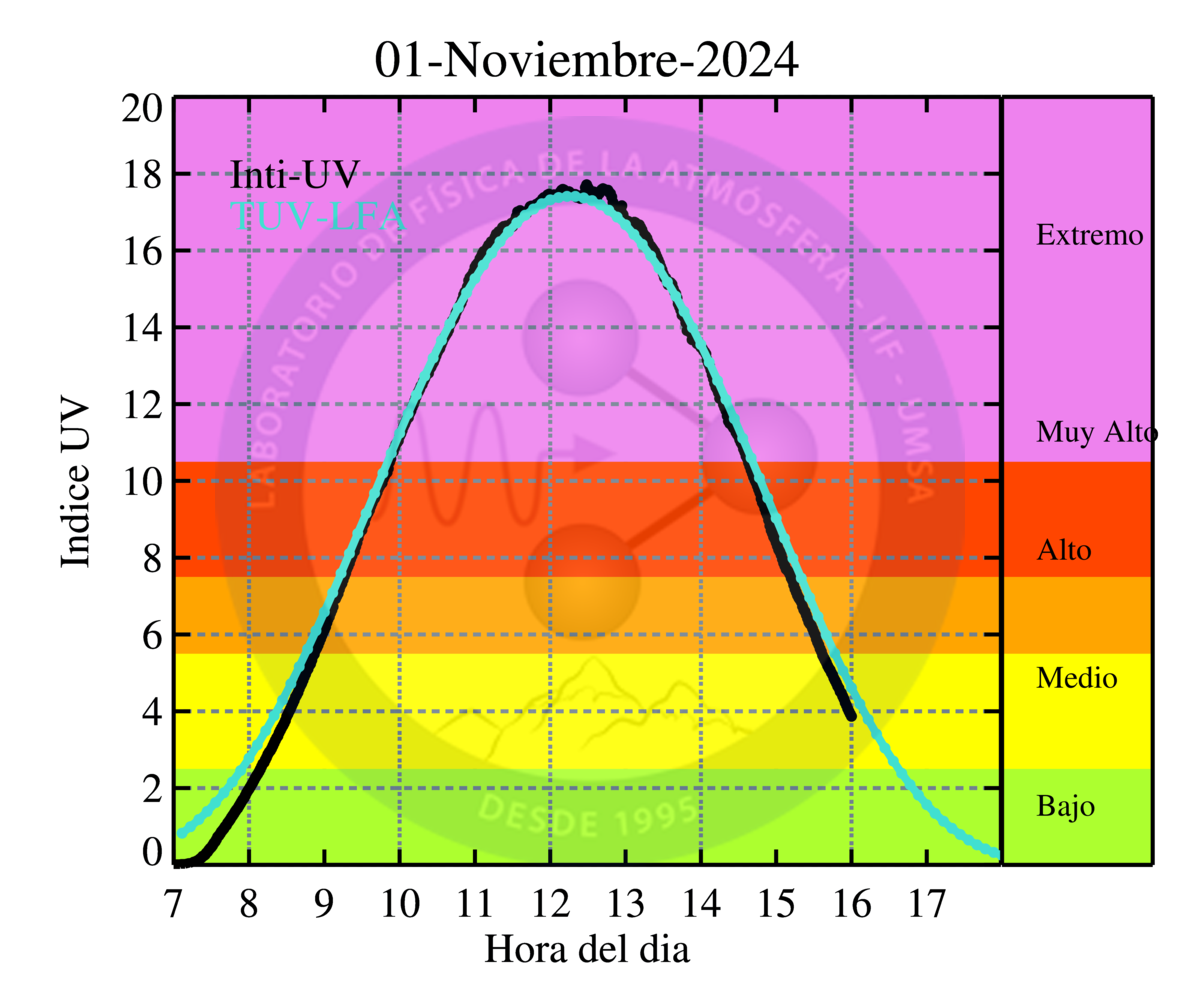 01-Noviembre-2024
Inti-UV
TUV-LFA
LABORATORIO DE FÍSICA DE LA ATMÓSFERA - IIF - UMSA
DESDE 1995
Indice UV
20
18
16
14
12
10
8
6
4
2
0
Extremo
Muy Alto
Alto
Medio
Bajo
7 8 9 10 11 12 13 14 15 16 17
Hora del dia